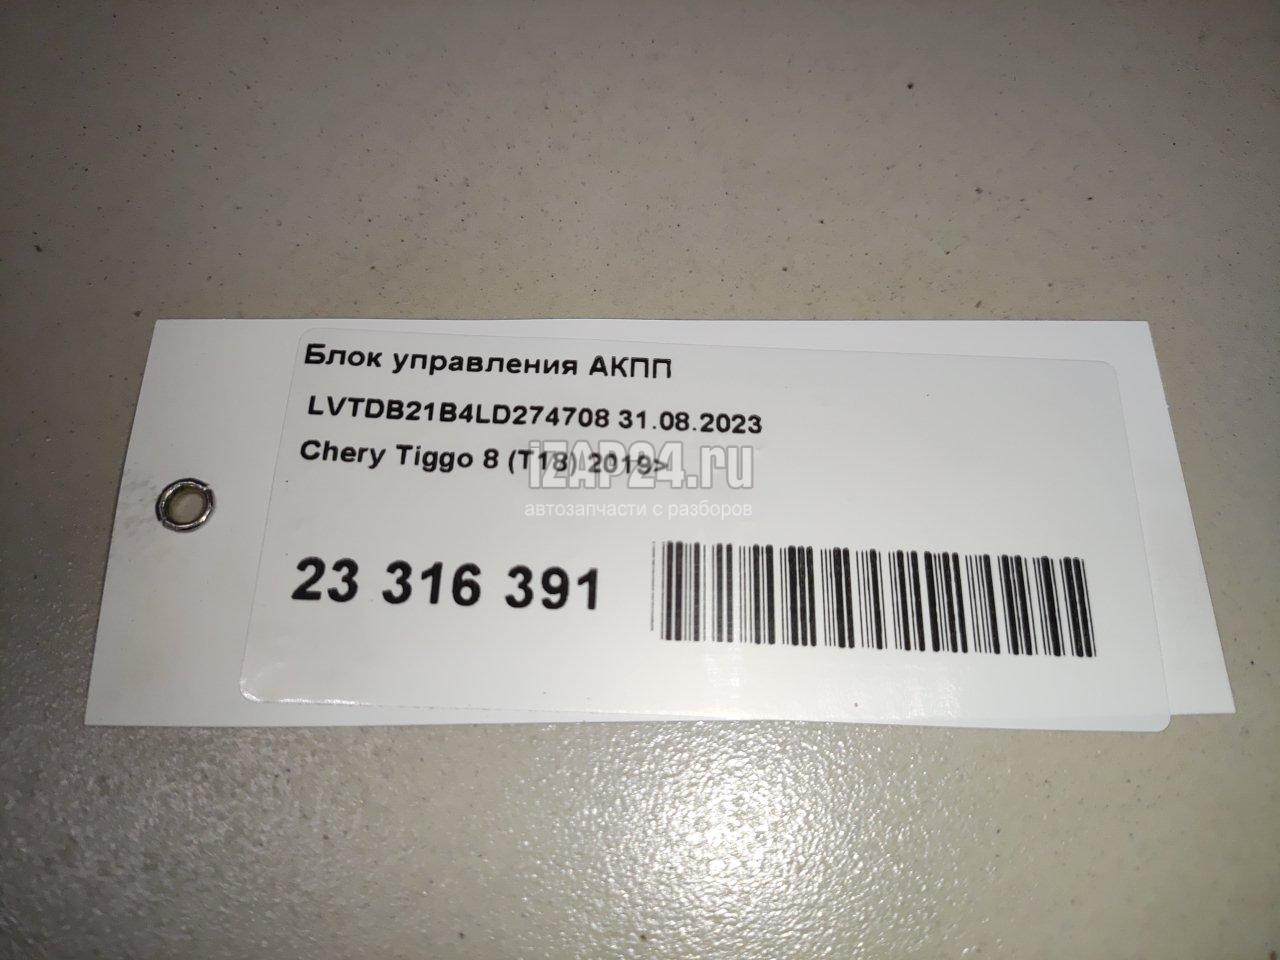 Блок управления АКПП
LVTDB21B4LD274708 31.08.2023
Chery Tiggo 8 (T18) 2019>
iZAP24.ru
автозапчасти с разборов
23 316 391